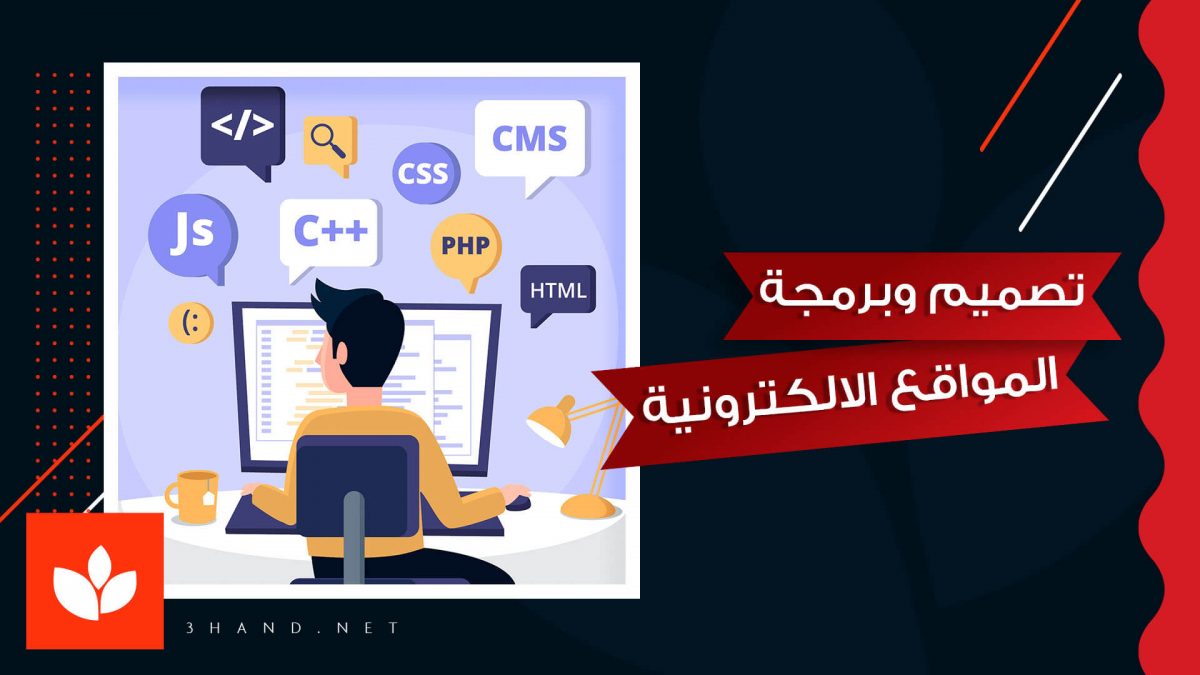 </>
CMS
CSS
Js
C++
PHP
HTML
(:
تصميم وبرمجة
المواقع الالكترونية
3HAND.NET